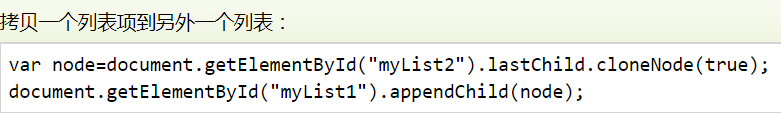 拷贝一个列表项到另外一个列表：
var node=document.getElementById("myList2").lastChild.cloneNode(true);
document.getElementById("myList1").appendChild(node);